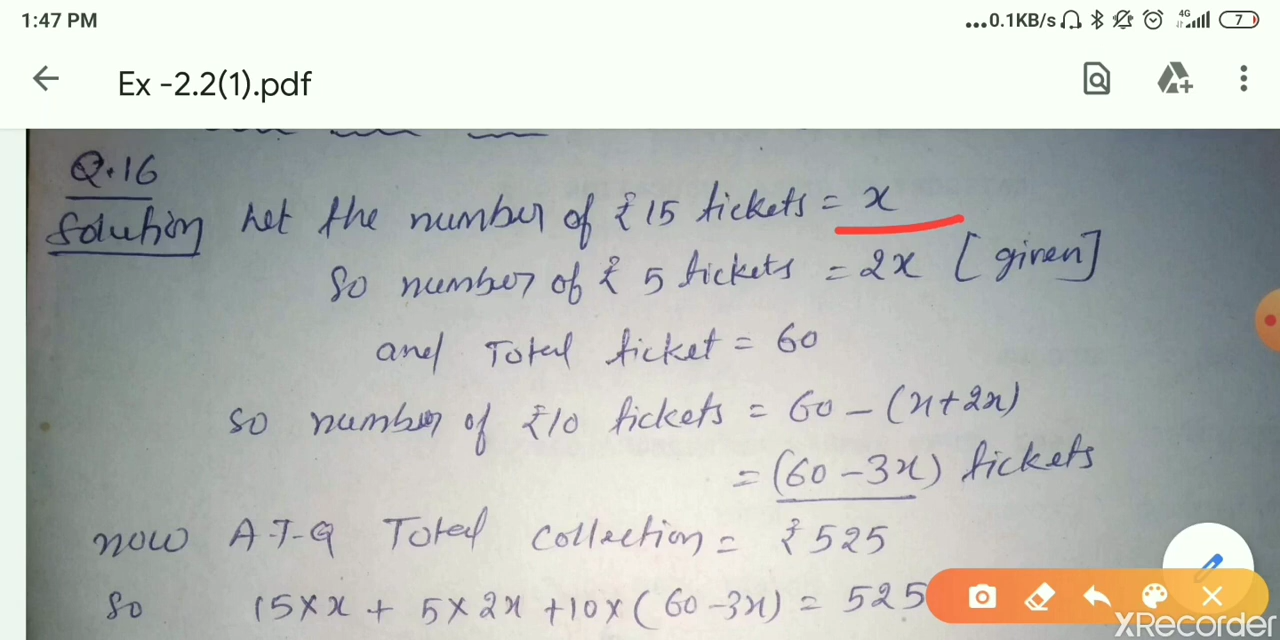 1:47 PM
...0.1KB/s 4G 7
Ex -2.2(1).pdf
Q.16
Solution Let the number of ₹15 tickets = x
So number of ₹ 5 tickets = 2x [given]
and Total ticket = 60
so number of ₹10 tickets = 60 - (x+2x)
= (60 - 3x) tickets
now A-T-Q Total collection = ₹525
So 15×x + 5×2x +10×(60-3x) = 525
XRecorder